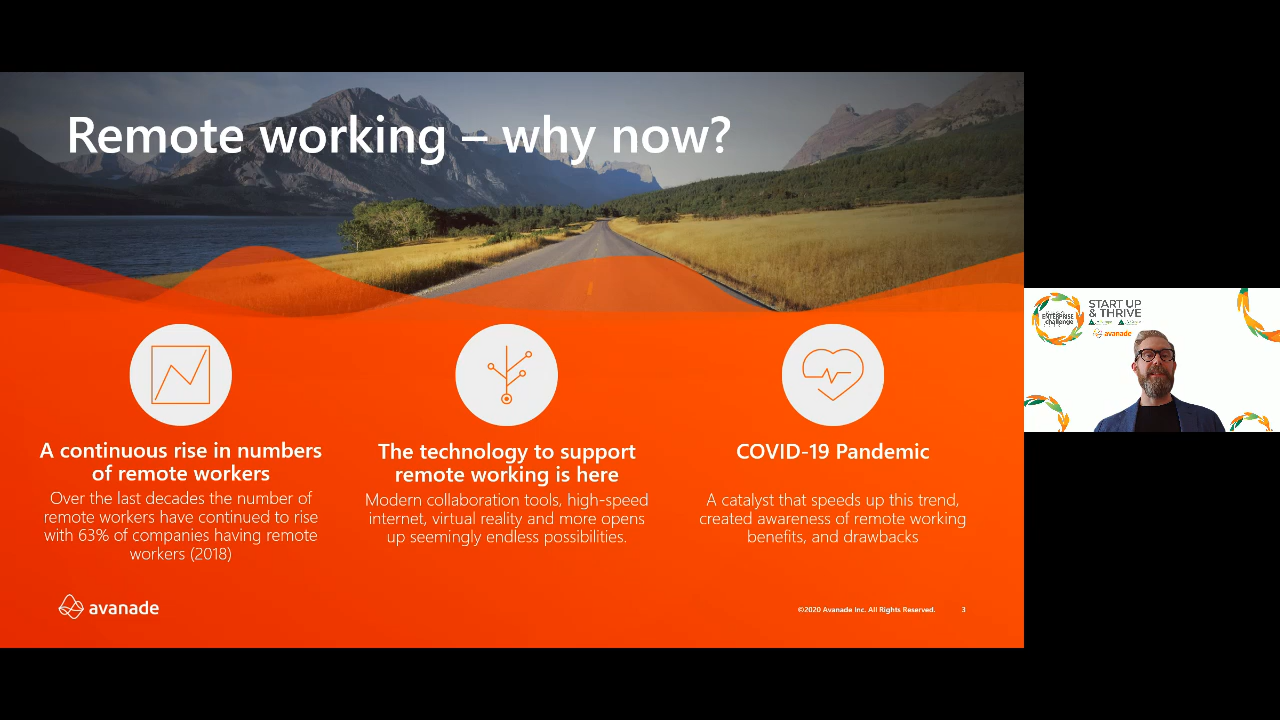 Remote working – why now?
A continuous rise in numbers
of remote workers
Over the last decades the number of
remote workers have continued to rise
with 63% of companies having remote
workers (2018)
The technology to support
remote working is here
Modern collaboration tools, high-speed
internet, virtual reality and more opens
up seemingly endless possibilities.
COVID-19 Pandemic
A catalyst that speeds up this trend,
created awareness of remote working
benefits, and drawbacks
avanade
©2020 Avanade Inc. All Rights Reserved.
3
ENTERPRISE
challenge
START UP
& THRIVE
avanade